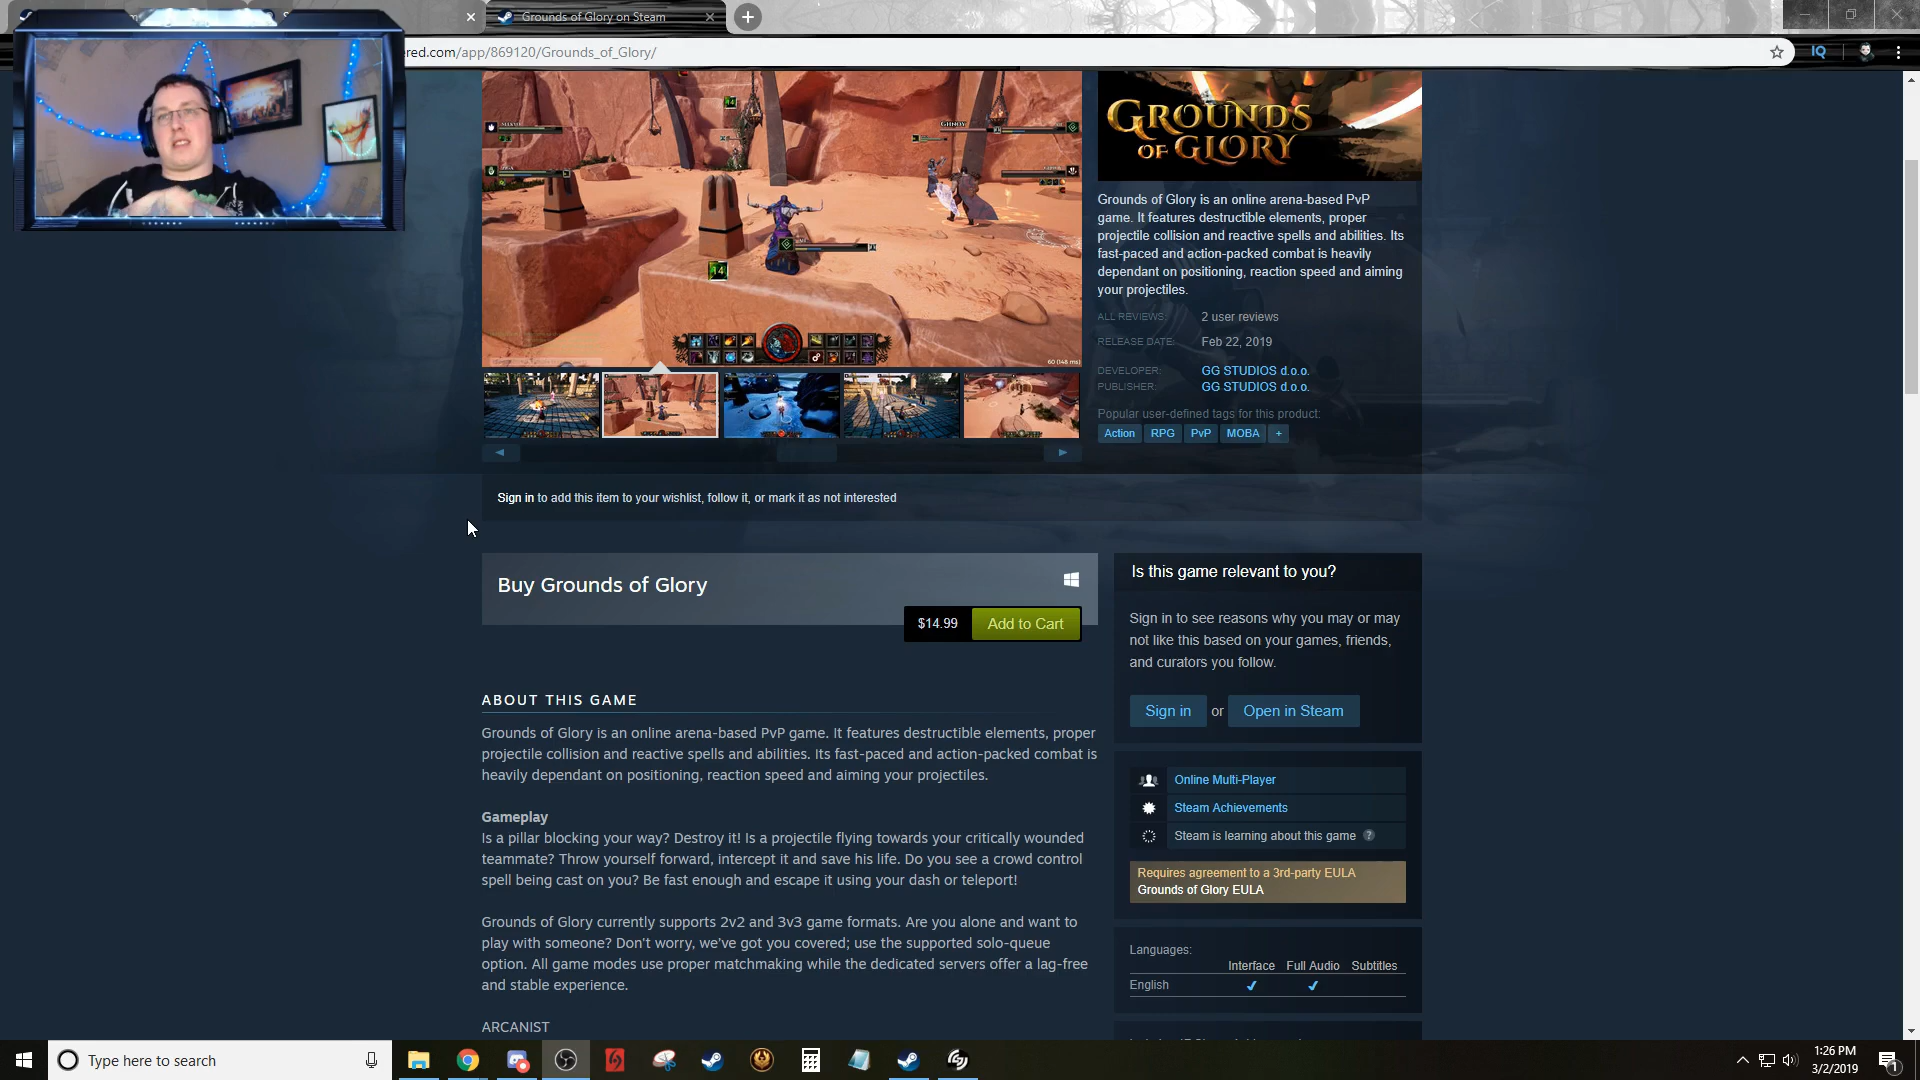 Grounds of Glory on Steam
ered.com/app/869120/Grounds_of_Glory/
IQ
14
14
60 (148 ms)
GROUNDS
OF GLORY
Grounds of Glory is an online arena-based PvP
game. It features destructible elements, proper
projectile collision and reactive spells and abilities. Its
fast-paced and action-packed combat is heavily
dependant on positioning, reaction speed and aiming
your projectiles.
ALL REVIEWS: 2 user reviews
RELEASE DATE: Feb 22, 2019
DEVELOPER: GG STUDIOS d.o.o.
PUBLISHER: GG STUDIOS d.o.o.
Popular user-defined tags for this product:
Action RPG PvP MOBA +
Sign in to add this item to your wishlist, follow it, or mark it as not interested
Buy Grounds of Glory
$14.99 Add to Cart
Is this game relevant to you?
Sign in to see reasons why you may or may
not like this based on your games, friends,
and curators you follow.
Sign in or Open in Steam
ABOUT THIS GAME
Grounds of Glory is an online arena-based PvP game. It features destructible elements, proper
projectile collision and reactive spells and abilities. Its fast-paced and action-packed combat is
heavily dependant on positioning, reaction speed and aiming your projectiles.
Gameplay
Is a pillar blocking your way? Destroy it! Is a projectile flying towards your critically wounded
teammate? Throw yourself forward, intercept it and save his life. Do you see a crowd control
spell being cast on you? Be fast enough and escape it using your dash or teleport!
Grounds of Glory currently supports 2v2 and 3v3 game formats. Are you alone and want to
play with someone? Don't worry, we've got you covered; use the supported solo-queue
option. All game modes use proper matchmaking while the dedicated servers offer a lag-free
and stable experience.
ARCANIST
Online Multi-Player
Steam Achievements
Steam is learning about this game ?
Requires agreement to a 3rd-party EULA
Grounds of Glory EULA
Languages:
Interface Full Audio Subtitles
English ✔ ✔
Type here to search
1:26 PM
3/2/2019
1